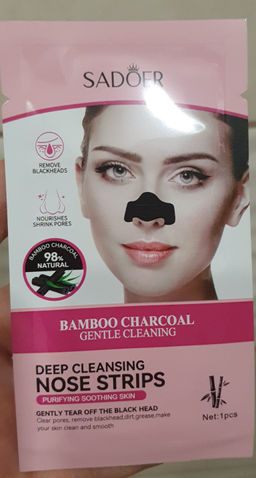 SADOER
REMOVE
BLACKHEADS
NOURISHES
SHRINK PORES
BAMBOO CHARCOAL
98%
NATURAL
BAMBOO CHARCOAL
GENTLE CLEANING
DEEP CLEANSING
NOSE STRIPS
PURIFYING SOOTHING SKIN
GENTLY TEAR OFF THE BLACK HEAD
Clear pores, remove blackhead,dirt,grease,make
your skin clean and smooth
Net:1pcs